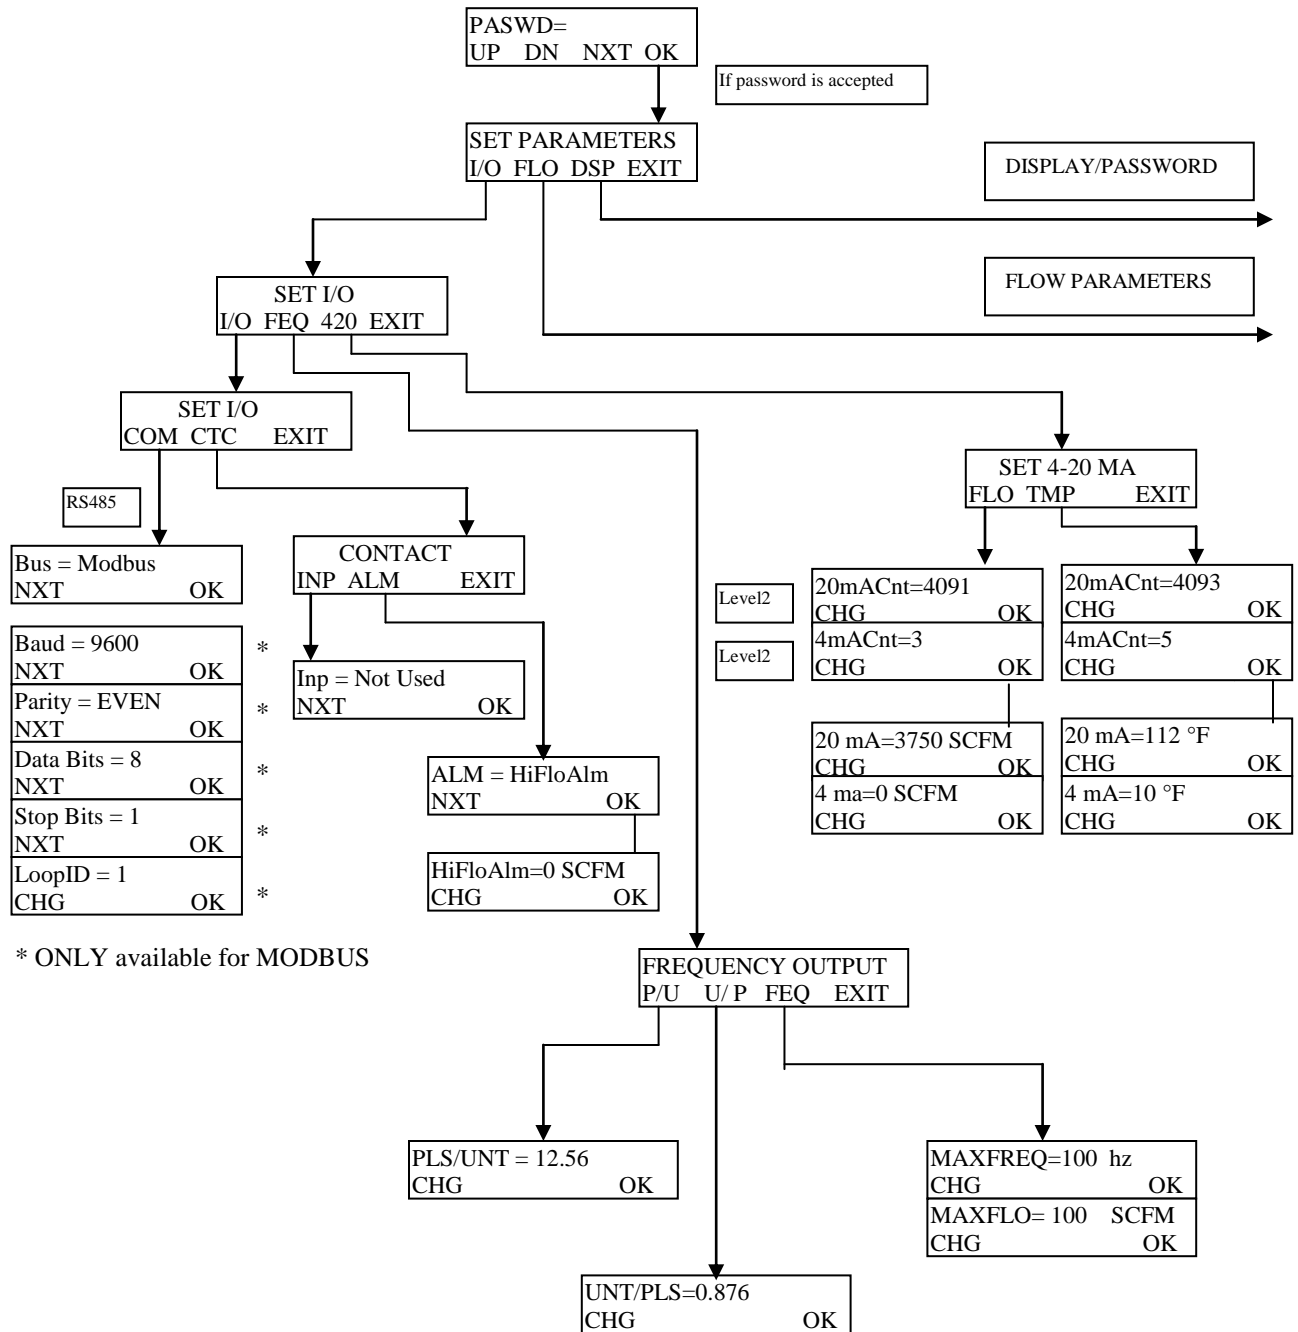 PASWD=
UP DN NXT OK
If password is accepted
SET PARAMETERS
I/O FLO DSP EXIT
DISPLAY/PASSWORD
FLOW PARAMETERS
SET I/O
I/O FEQ 420 EXIT
SET I/O
COM CTC EXIT
SET 4-20 MA
FLO TMP EXIT
RS485
Bus = Modbus
NXT OK
CONTACT
INP ALM EXIT
Level2
20mACnt=4091
CHG OK
20mACnt=4093
CHG OK
Level2
4mACnt=3
CHG OK
4mACnt=5
CHG OK
Baud = 9600
NXT OK
*
Parity = EVEN
NXT OK
*
Data Bits = 8
NXT OK
*
Stop Bits = 1
NXT OK
*
LoopID = 1
CHG OK
*
Inp = Not Used
NXT OK
ALM = HiFloAlm
NXT OK
HiFloAlm=0 SCFM
CHG OK
20 mA=3750 SCFM
CHG OK
4 ma=0 SCFM
CHG OK
20 mA=112 °F
CHG OK
4 mA=10 °F
CHG OK
* ONLY available for MODBUS
FREQUENCY OUTPUT
P/U U/ P FEQ EXIT
PLS/UNT = 12.56
CHG OK
MAXFREQ=100 hz
CHG OK
MAXFLO= 100 SCFM
CHG OK
UNT/PLS=0.876
CHG OK